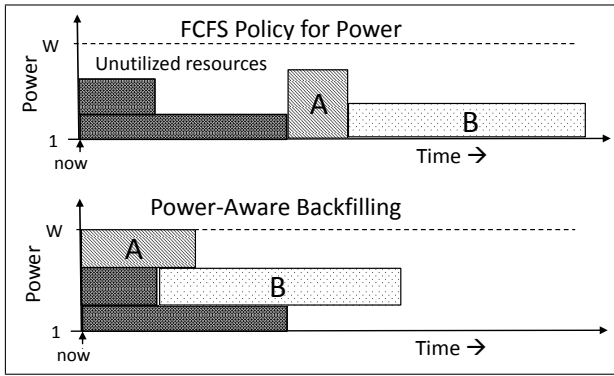 FCFS Policy for Power
W
Unutilized resources
Power
A
B
1
now
Time →
Power-Aware Backfilling
W
A
Power
B
1
now
Time →